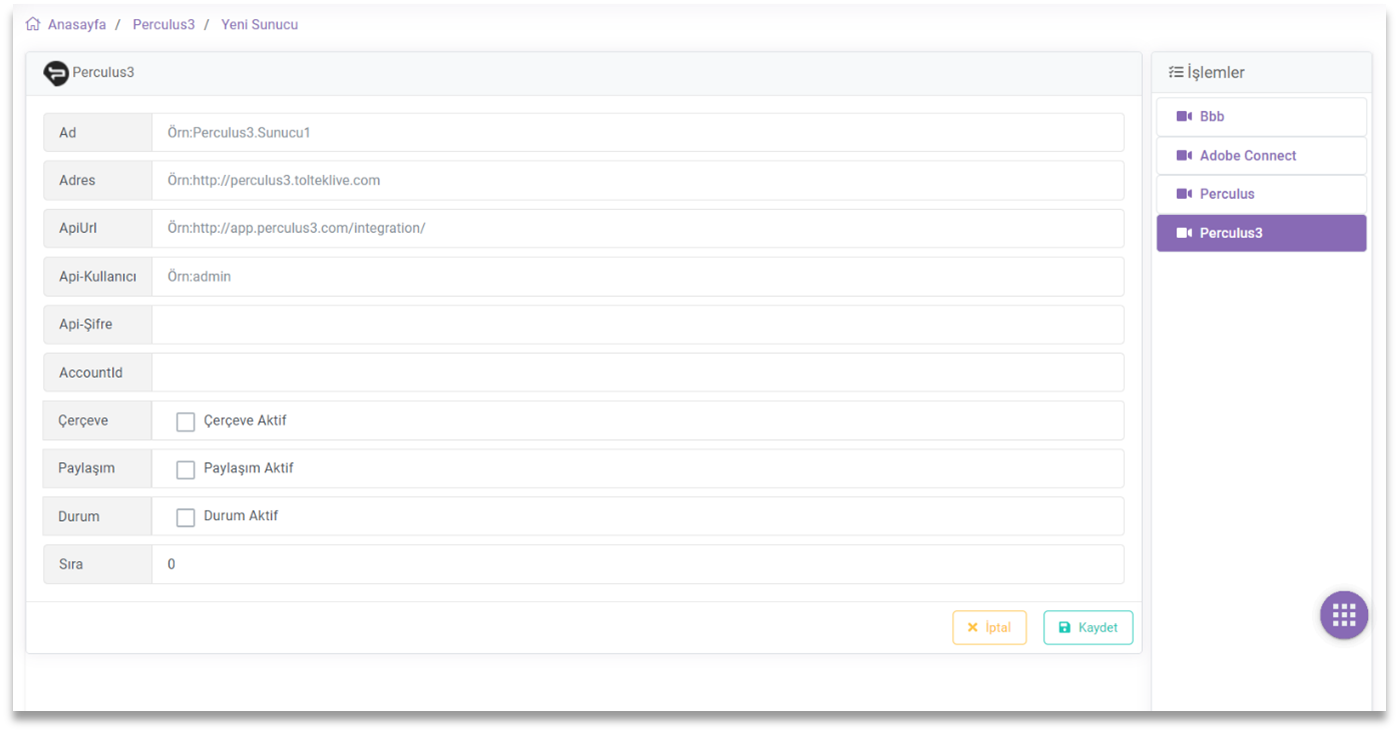 Anasayfa / Perculus3 / Yeni Sunucu
Perculus3
Ad Örn:Perculus3.Sunucu1
Adres Örn:http://perculus3.tolteklive.com
ApiUrl Örn:http://app.perculus3.com/integration/
Api-Kullanıcı Örn:admin
Api-Şifre
AccountId
Çerçeve Çerçeve Aktif
Paylaşım Paylaşım Aktif
Durum Durum Aktif
Sıra 0
İptal Kaydet
İşlemler
Bbb
Adobe Connect
Perculus
Perculus3